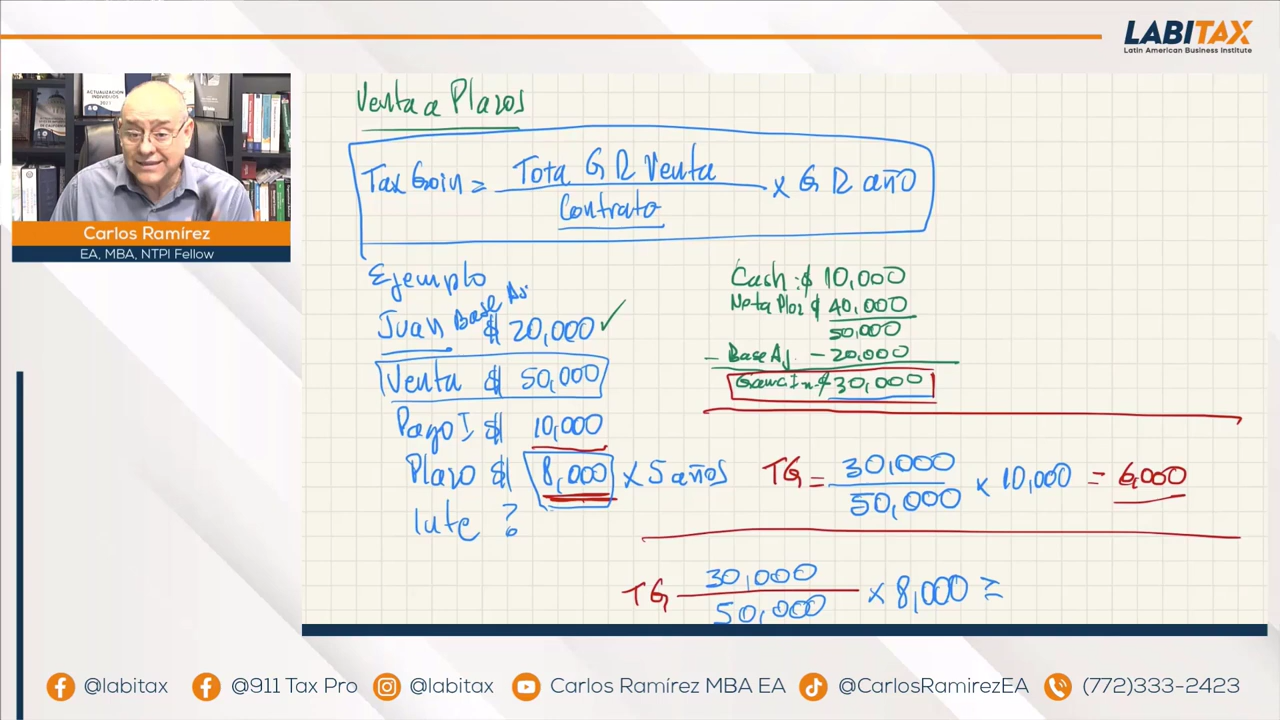 LABITAX
Latin American Business Institute
ACTUALIZACIÓN
Carlos Ramírez
EA, MBA, NTPI Fellow
Venta a Plazos
Tax Gain = Tota G R Venta / Contrato x G R año
Ejemplo
Juan Base Aj $ 20,000 ✓
Venta $ 50,000
Pago I $ 10,000
Plazo $ 8,000 x 5 años
Inte ?
Cash : $ 10,000
Nota Plaz $ 40,000
50,000
- Base Aj. - 20,000
$ 30,000
TG = 30,000 / 50,000 x 10,000 = 6,000
TG 30,000 / 50,000 x 8,000 =
@labitax
@911 Tax Pro
@labitax
Carlos Ramírez MBA EA
@CarlosRamirezEA
(772)333-2423